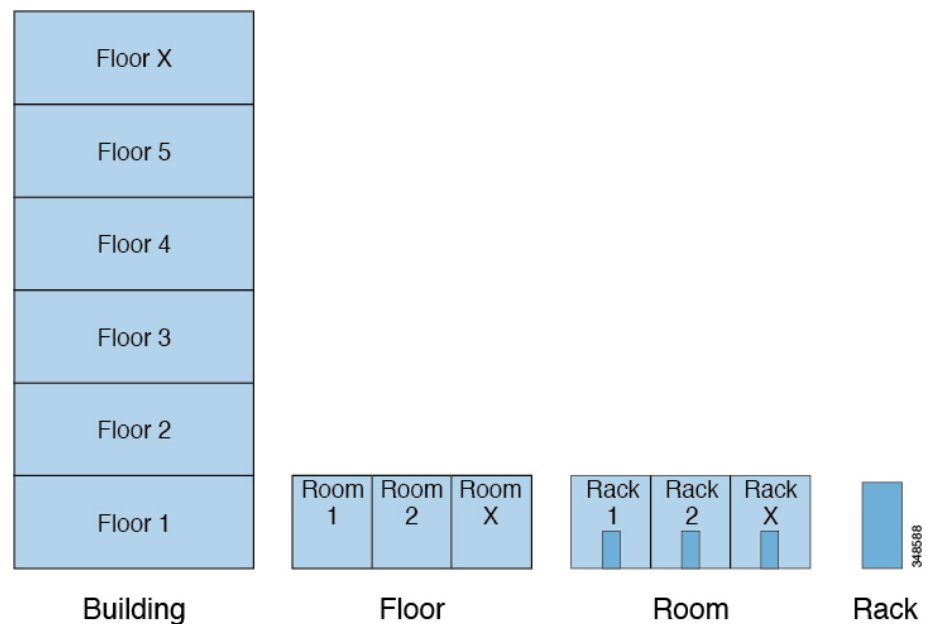 Floor X
Floor 5
Floor 4
Floor 3
Floor 2
Floor 1
Room Room Room
1 2 X
Rack Rack Rack
1 2 X
348588
Building Floor Room Rack